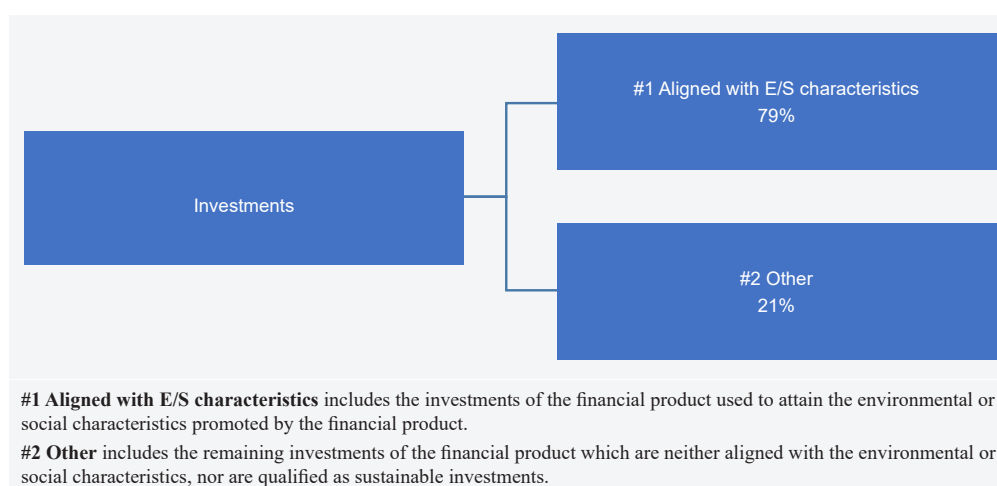 #1 Aligned with E/S characteristics
79%
Investments
#2 Other
21%
#1 Aligned with E/S characteristics includes the investments of the financial product used to attain the environmental or
social characteristics promoted by the financial product.
#2 Other includes the remaining investments of the financial product which are neither aligned with the environmental or
social characteristics, nor are qualified as sustainable investments.